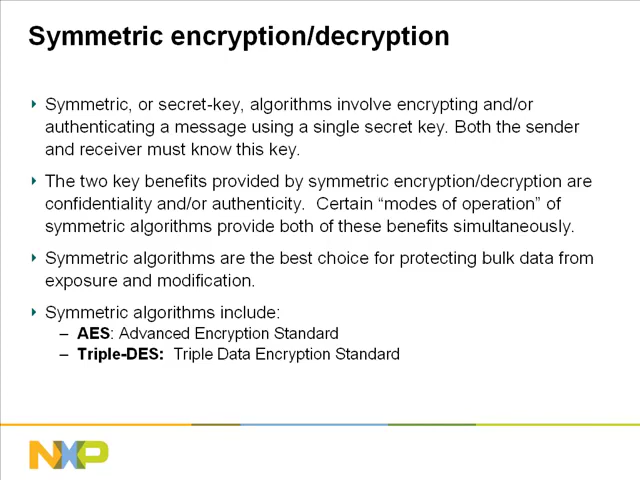 Symmetric encryption/decryption
Symmetric, or secret-key, algorithms involve encrypting and/or
authenticating a message using a single secret key. Both the sender
and receiver must know this key.
The two key benefits provided by symmetric encryption/decryption are
confidentiality and/or authenticity.  Certain “modes of operation” of
symmetric algorithms provide both of these benefits simultaneously.
Symmetric algorithms are the best choice for protecting bulk data from
exposure and modification.
Symmetric algorithms include:
– AES: Advanced Encryption Standard
– Triple-DES:  Triple Data Encryption Standard
NXP